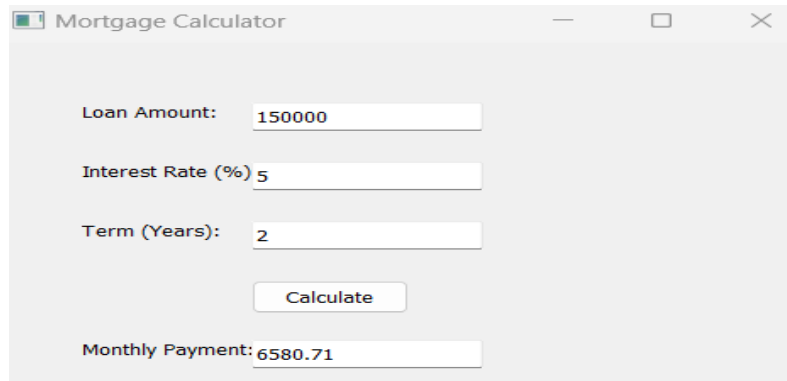 Mortgage Calculator
Loan Amount: 150000
Interest Rate (%) 5
Term (Years): 2
Calculate
Monthly Payment: 6580.71